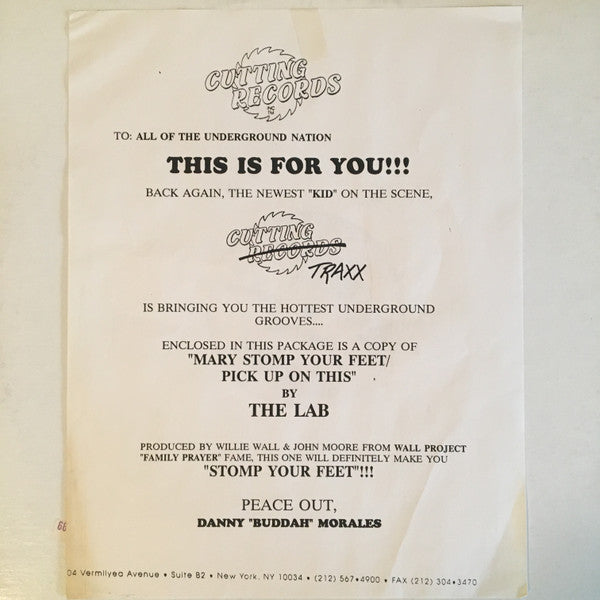 CUTTING
RECORDS
INC
TM
TO: ALL OF THE UNDERGROUND NATION
THIS IS FOR YOU!!!
BACK AGAIN, THE NEWEST "KID" ON THE SCENE,
CUTTING
RECORDS
TRAXX
IS BRINGING YOU THE HOTTEST UNDERGROUND
GROOVES....
ENCLOSED IN THIS PACKAGE IS A COPY OF
"MARY STOMP YOUR FEET/
PICK UP ON THIS"
BY
THE LAB
PRODUCED BY WILLIE WALL & JOHN MOORE FROM WALL PROJECT
"FAMILY PRAYER" FAME, THIS ONE WILL DEFINITELY MAKE YOU
"STOMP YOUR FEET"!!!
PEACE OUT,
DANNY "BUDDAH" MORALES
04 Vermilyea Avenue • Suite B2 • New York, NY 10034 • (212) 567•4900 • FAX (212) 304•3470